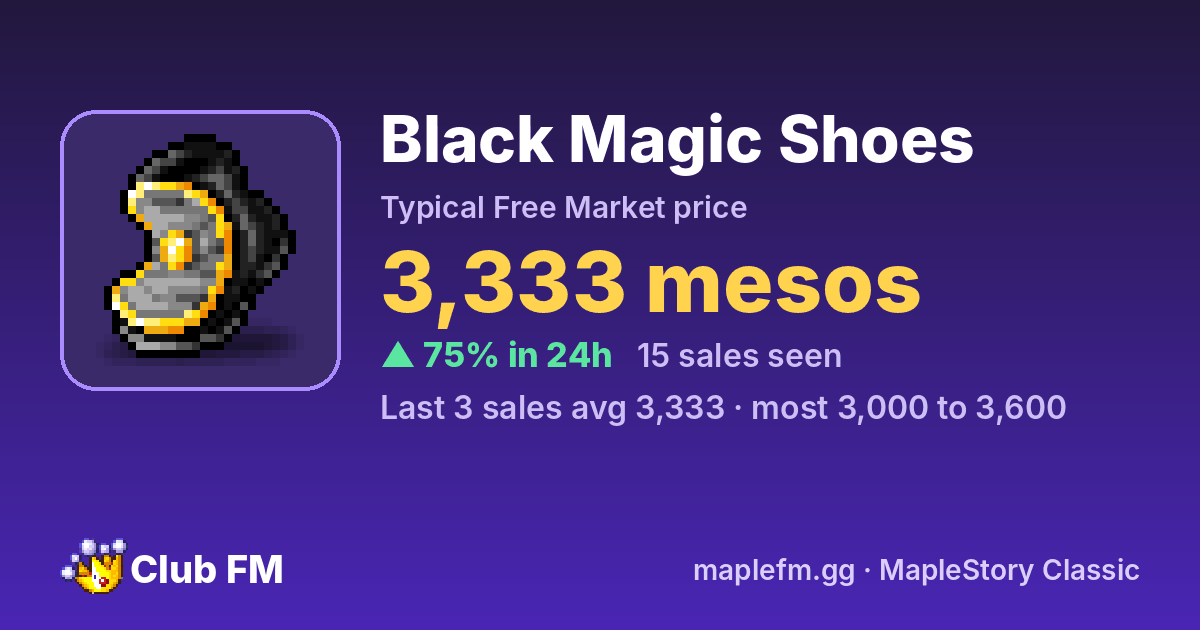 Black Magic Shoes
Typical Free Market price
3,333 mesos
▲ 75% in 24h 15 sales seen
Last 3 sales avg 3,333 · most 3,000 to 3,600
Club FM
maplefm.gg · MapleStory Classic